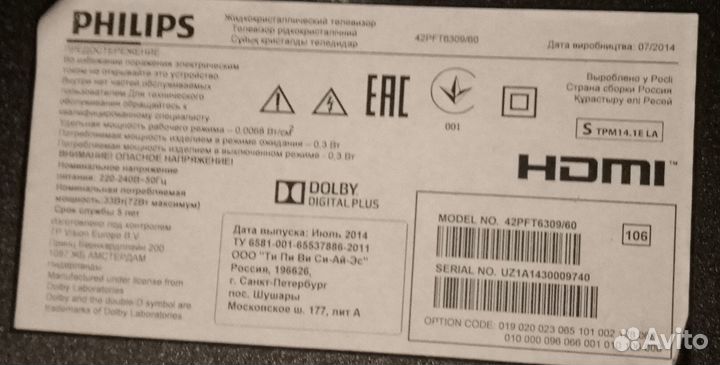 PHILIPS
Жидкокристаллический телевизор
Телевізор рідкокристалічний
Сұйық кристалды теледидар
42PFT6309/60
Дата виробництва: 07/2014
ПРЕДОСТЕРЕЖЕНИЕ
Во избежание поражения электрическим
током не открывайте это устройство.
Внутри нет частей обслуживаемых
пользователем Для технического
обслуживания обращайтесь к
квалифицированному специалисту
Удельная мощность рабочего режима – 0,0068 Вт/см²
Потребляемая мощность изделием в режиме ожидания – 0,3 Вт
Потребляемая мощность изделием в выключенном режиме – 0,3 Вт
ВНИМАНИЕ! ОПАСНОЕ НАПРЯЖЕНИЕ!
Номинальное напряжение
питания: 220-240В~50Гц
Номинальная потребляемая
мощность: 33Вт(72Вт максимум)
Срок службы 5 лет
Изготовлено под контролем
TP Vision Europe B.V.
Принс Бернхардплейн 200
1097 ЖБ АМСТЕРДАМ
Нидерланды
Manufactured under license from
Dolby Laboratories
Dolby and the double-D symbol are
trademarks of Dolby Laboratories.
EAC
001
Вироблено у Росії
Страна сборки Россия
Құрастыру елі Ресей
S TPM14.1E LA
HDMI™
DOLBY
DIGITAL PLUS
Дата выпуска: Июль 2014
ТУ 6581-001-65537886-2011
ООО "Ти Пи Ви Си-Ай-Эс"
Россия, 196626,
г. Санкт-Петербург
пос. Шушары
Московское ш. 177, лит А
MODEL NO. 42PFT6309/60
106
SERIAL NO. UZ1A1430009740
OPTION CODE: 019 020 023 065 101 002
010 000 096 066 001
Avito